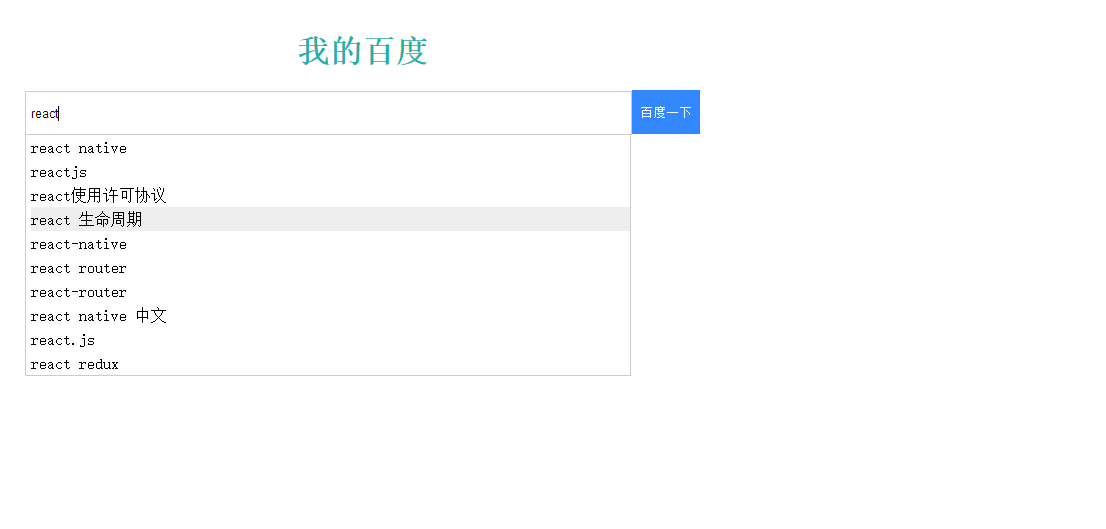 我的百度
react
百度一下
react native
reactjs
react使用许可协议
react 生命周期
react-native
react router
react-router
react native 中文
react.js
react redux